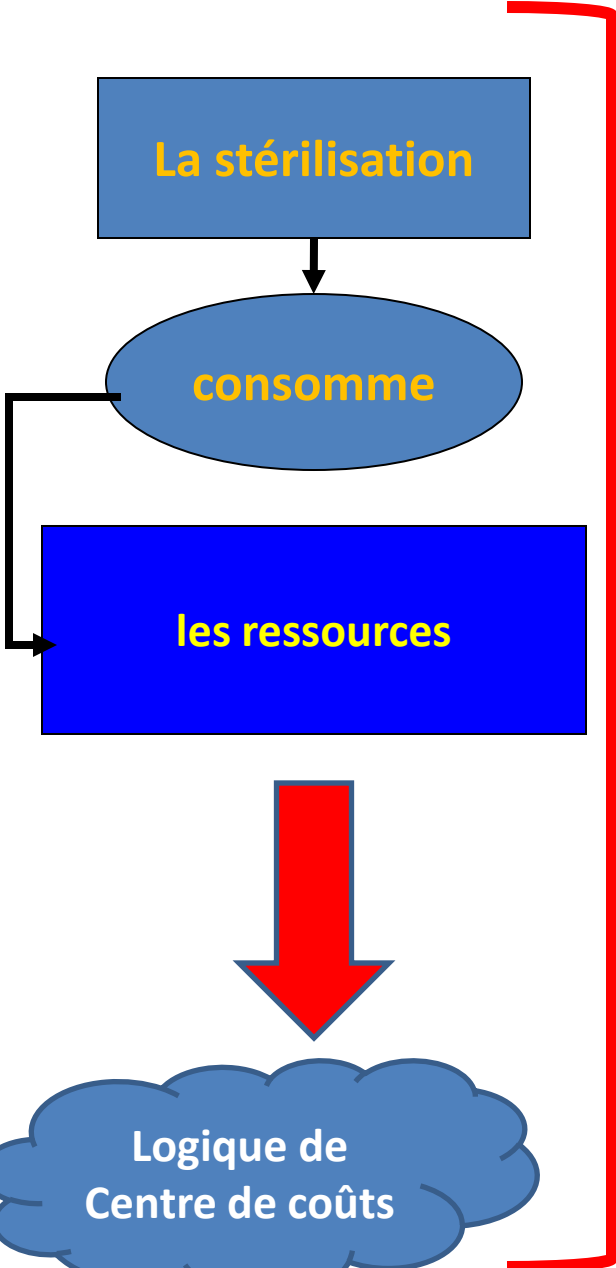 La stérilisation
consomme
les ressources
Logique de
Centre de coûts